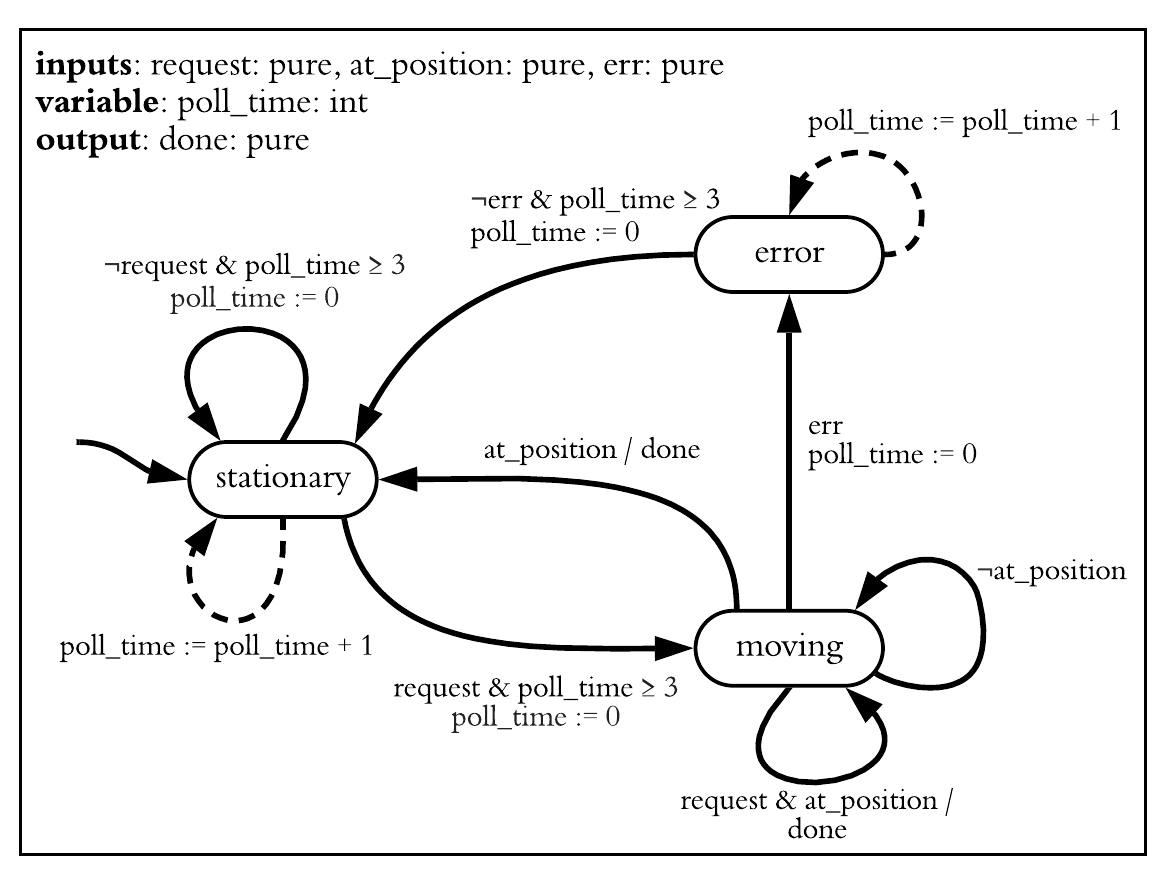 inputs: request: pure, at_position: pure, err: pure
variable: poll_time: int
output: done: pure
poll_time := poll_time + 1
¬err & poll_time ≥ 3
poll_time := 0
error
¬request & poll_time ≥ 3
poll_time := 0
err
poll_time := 0
at_position / done
stationary
¬at_position
poll_time := poll_time + 1
moving
request & poll_time ≥ 3
poll_time := 0
request & at_position /
done